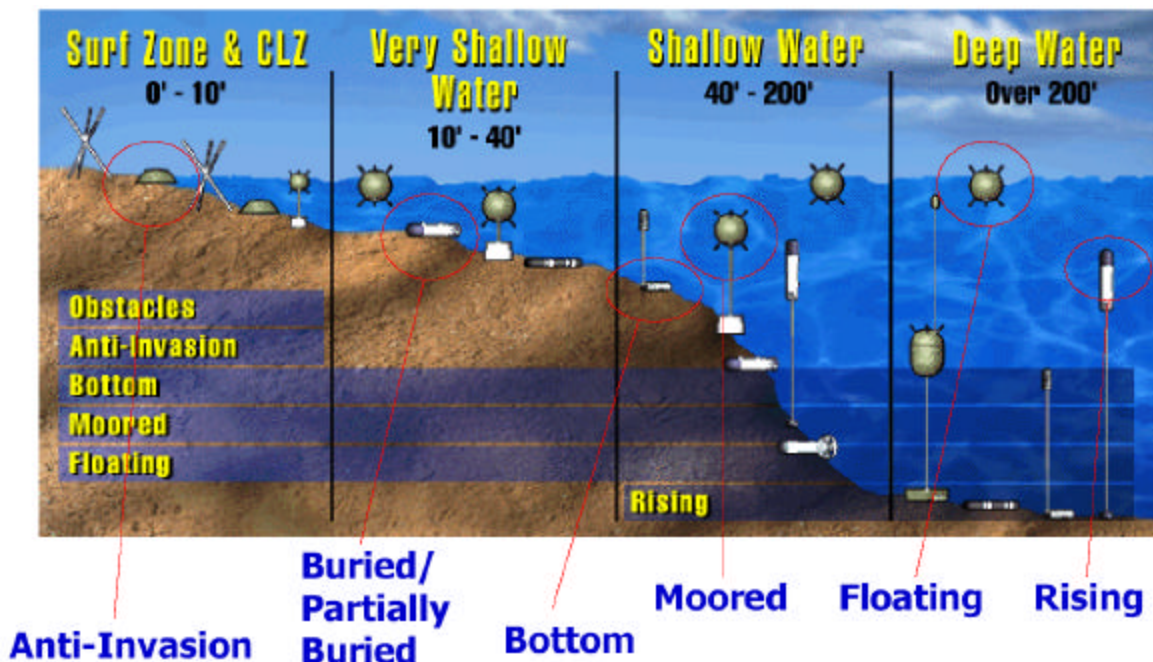 Surf Zone & CLZ
0' - 10'
Very Shallow
Water
10' - 40'
Shallow Water
40' - 200'
Deep Water
Over 200'
Obstacles
Anti-Invasion
Bottom
Moored
Floating
Rising
Anti-Invasion
Buried/
Partially
Buried
Bottom
Moored
Floating
Rising